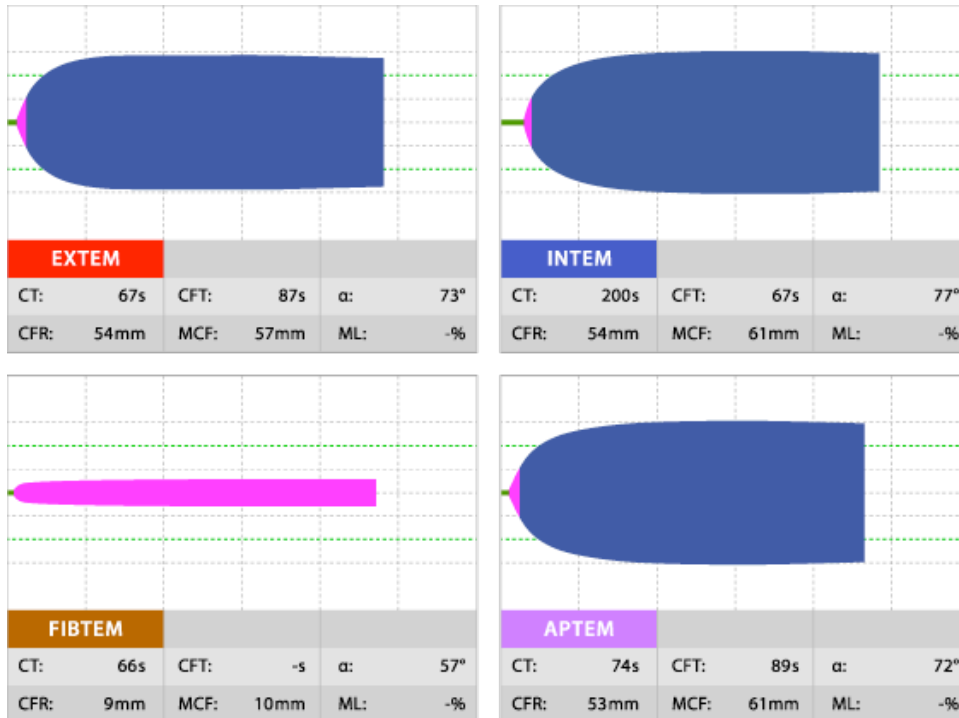 EXTEM
CT: 67s CFT: 87s α: 73°
CFR: 54mm MCF: 57mm ML: -%
INTEM
CT: 200s CFT: 67s α: 77°
CFR: 54mm MCF: 61mm ML: -%
FIBTEM
CT: 66s CFT: -s α: 57°
CFR: 9mm MCF: 10mm ML: -%
APTEM
CT: 74s CFT: 89s α: 72°
CFR: 53mm MCF: 61mm ML: -%